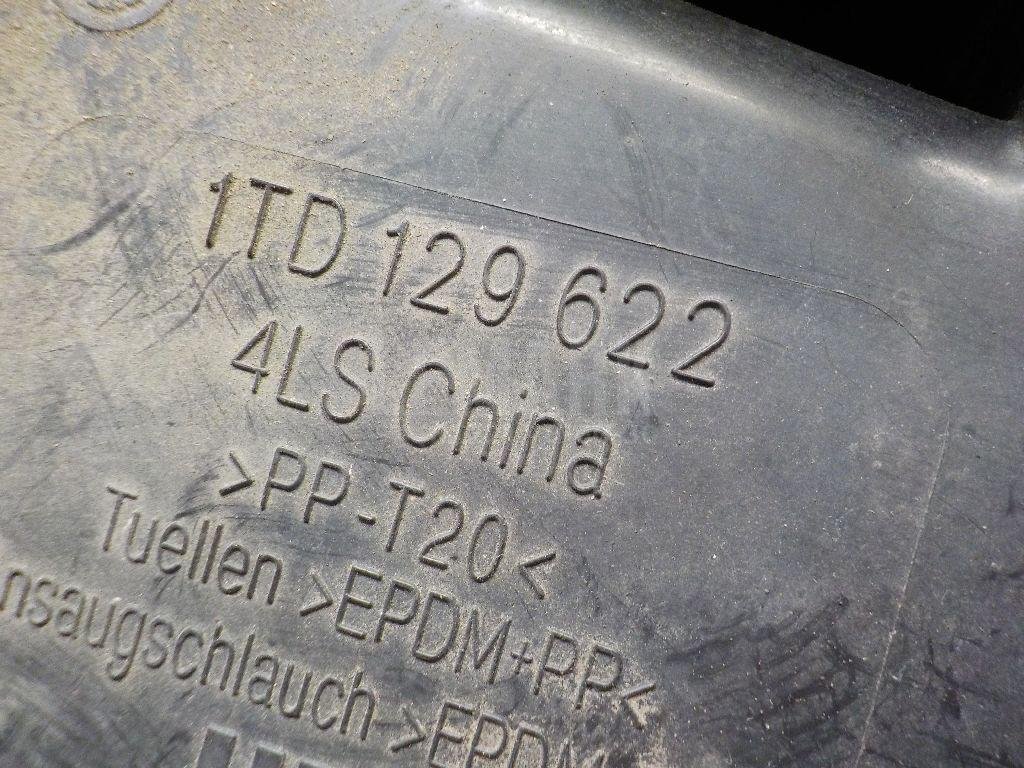 1TD 129 622
4LS China
>PP-T20<
Tuellen >EPDM+PP<
nsaugschlauch >EPDM